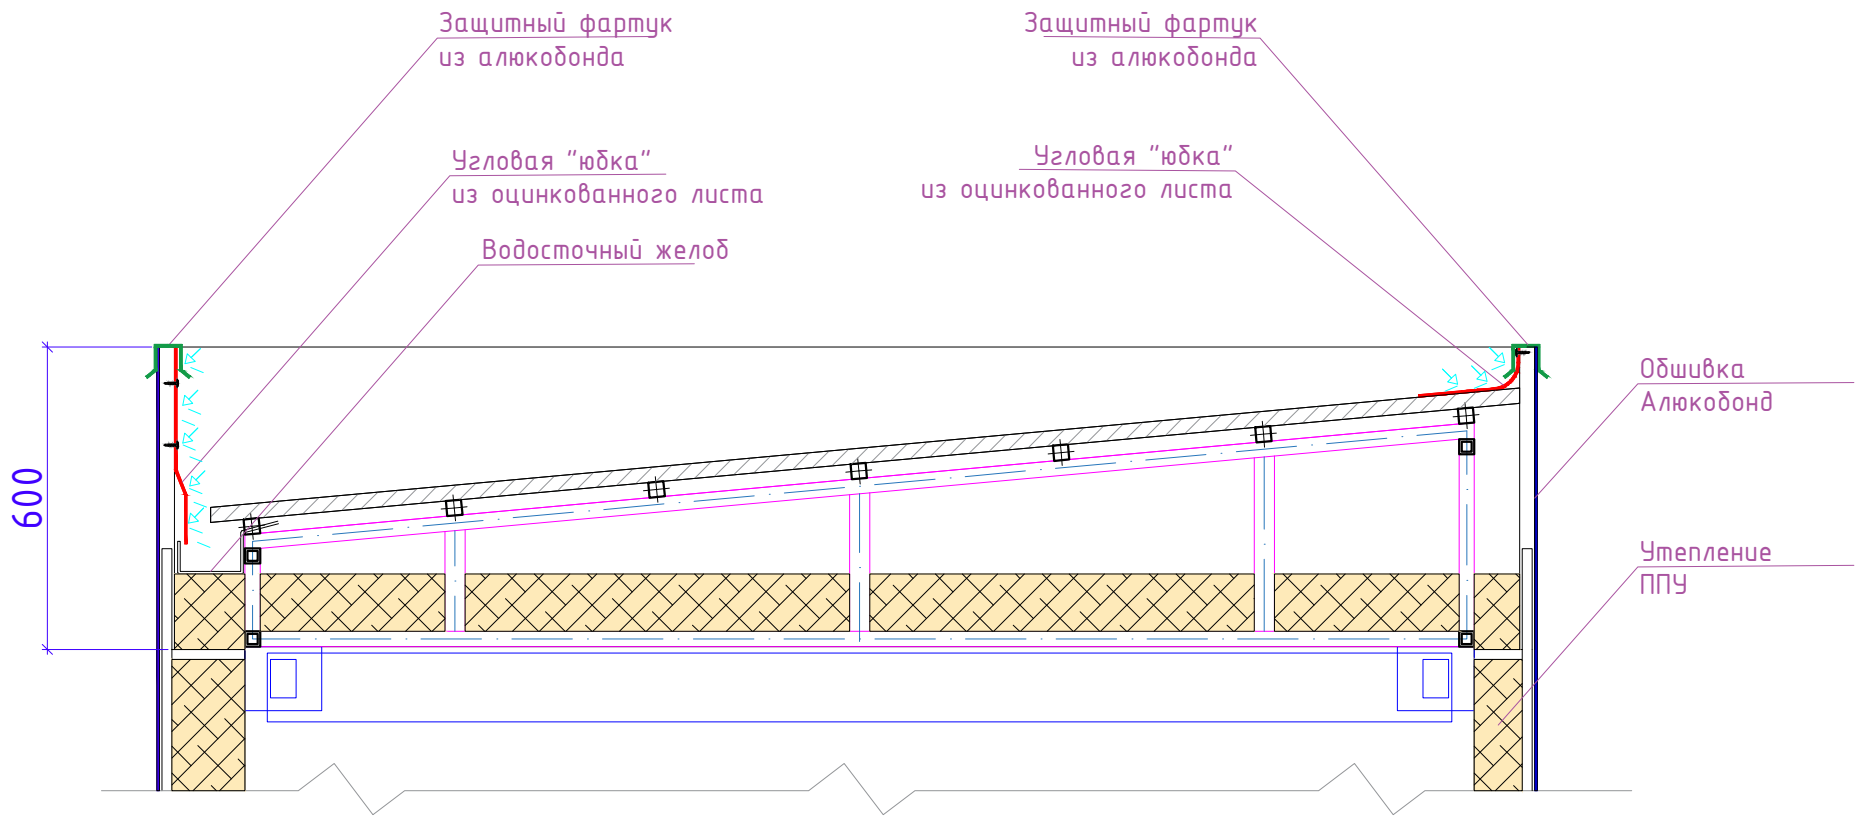 Защитный фартук
из алюкобонда
Защитный фартук
из алюкобонда
Угловая "юбка"
из оцинкованного листа
Угловая "юбка"
из оцинкованного листа
Водосточный желоб
600
Обшивка
Алюкобонд
Утепление
ППУ